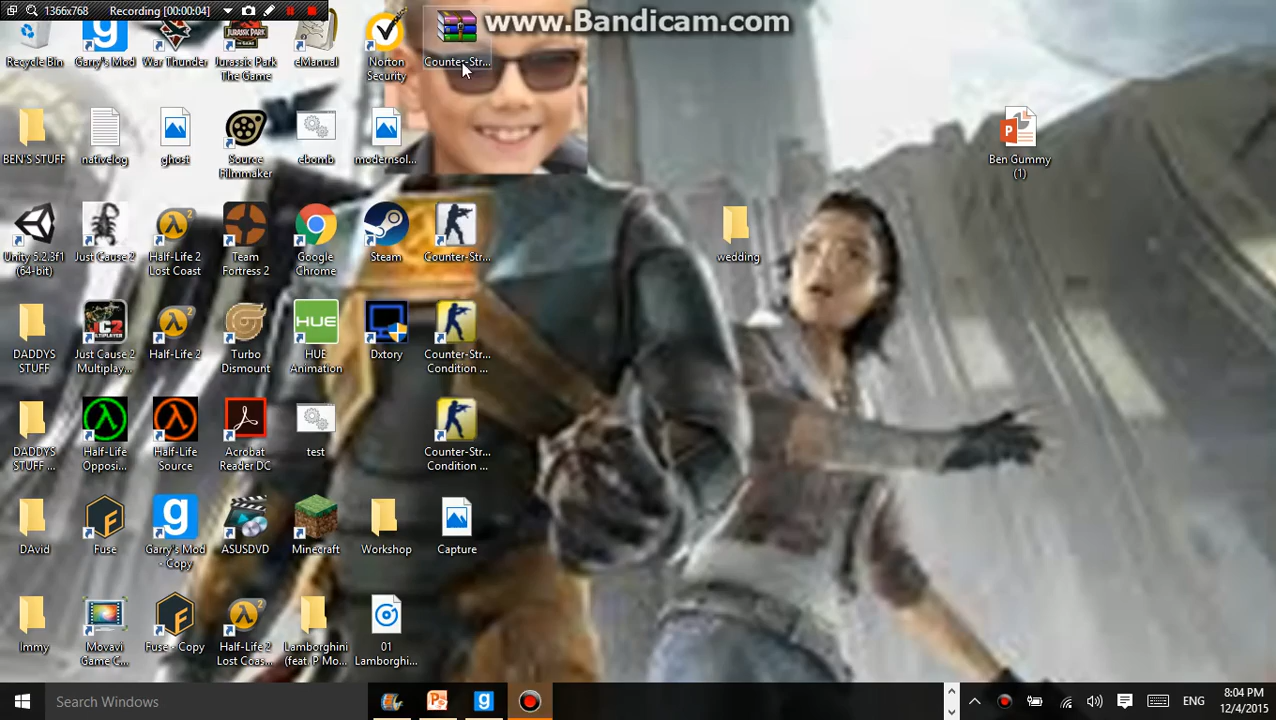 1366x768 Recording [00:00:04]
www.Bandicam.com
Recycle Bin
Garry's Mod
War Thunder
Jurassic Park
The Game
eManual
Norton
Security
Counter-Str...
BEN'S STUFF
nativelog
ghost
Source
Filmmaker
ebomb
modernsol...
Ben Gummy
(1)
Unity 5.2.3f1
(64-bit)
Just Cause 2
Half-Life 2
Lost Coast
Team
Fortress 2
Google
Chrome
Steam
Counter-Str...
wedding
DADDYS
STUFF
Just Cause 2
Multiplay...
Half-Life 2
Turbo
Dismount
HUE
HUE
Animation
Dxtory
Counter-Str...
Condition ...
DADDYS
STUFF ...
Half-Life
Opposi...
Half-Life
Source
Acrobat
Reader DC
test
Counter-Str...
Condition ...
DAvid
Fuse
Garry's Mod
- Copy
ASUSDVD
Minecraft
Workshop
Capture
Immy
Movavi
Game C...
Fuse - Copy
Half-Life 2
Lost Coas...
Lamborghini
(feat. P Mo...
01
Lamborghi...
Search Windows
ENG
8:04 PM
12/4/2015